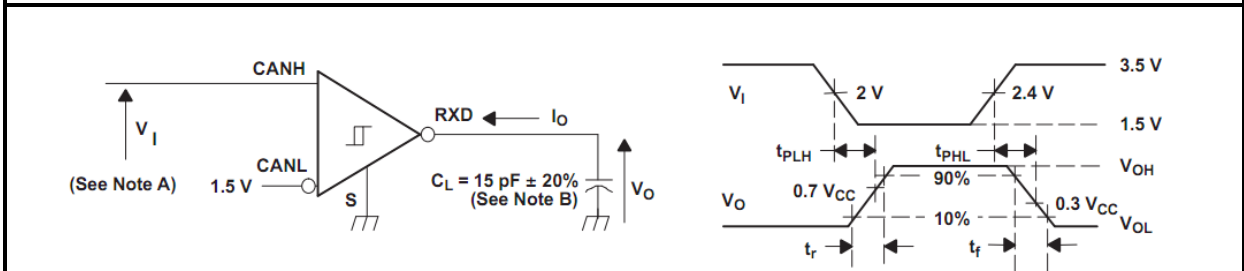 CANH
V_I
(See Note A)
CANL
1.5 V
S
RXD
I_O
C_L = 15 pF ± 20%
(See Note B)
V_O
V_I
2 V
2.4 V
3.5 V
1.5 V
t_PLH
t_PHL
V_OH
90%
0.7 V_CC
V_O
10%
0.3 V_CC
V_OL
t_r
t_f